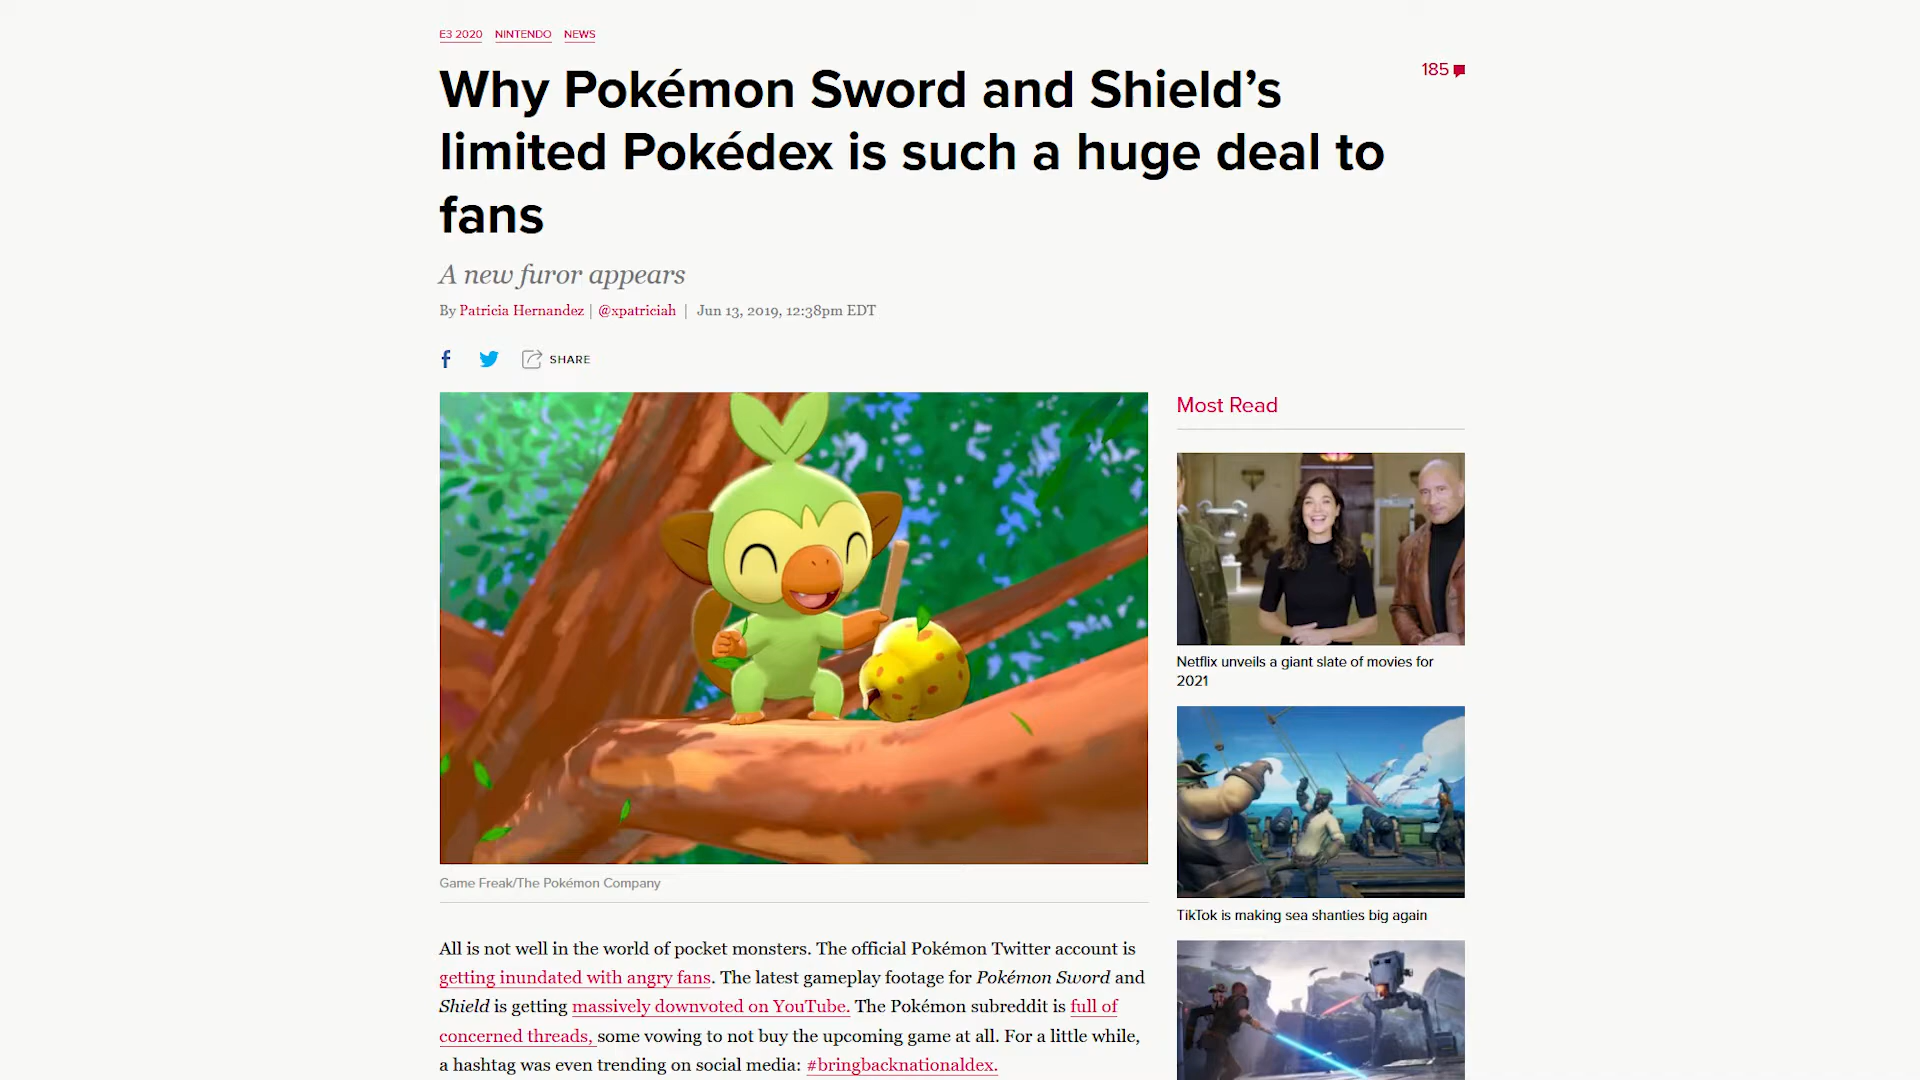 E3 2020 NINTENDO NEWS
185
Why Pokémon Sword and Shield’s
limited Pokédex is such a huge deal to
fans
A new furor appears
By Patricia Hernandez | @xpatriciah | Jun 13, 2019, 12:38pm EDT
SHARE
Most Read
Netflix unveils a giant slate of movies for
2021
TikTok is making sea shanties big again
Game Freak/The Pokémon Company
All is not well in the world of pocket monsters. The official Pokémon Twitter account is
getting inundated with angry fans. The latest gameplay footage for Pokémon Sword and
Shield is getting massively downvoted on YouTube. The Pokémon subreddit is full of
concerned threads, some vowing to not buy the upcoming game at all. For a little while,
a hashtag was even trending on social media: #bringbacknationaldex.